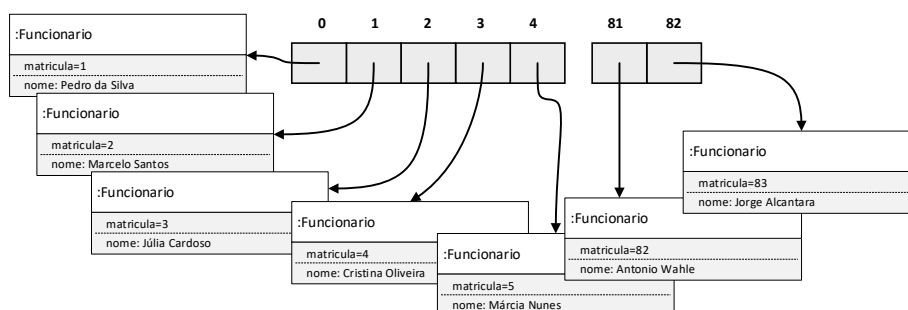 0 1 2 3 4 81 82
:Funcionario
matricula=1
nome: Pedro da Silva
:Funcionario
matricula=2
nome: Marcelo Santos
:Funcionario
matricula=3
nome: Júlia Cardoso
:Funcionario
matricula=4
nome: Cristina Oliveira
:Funcionario
matricula=5
nome: Márcia Nunes
:Funcionario
matricula=82
nome: Antonio Wahle
:Funcionario
matricula=83
nome: Jorge Alcantara